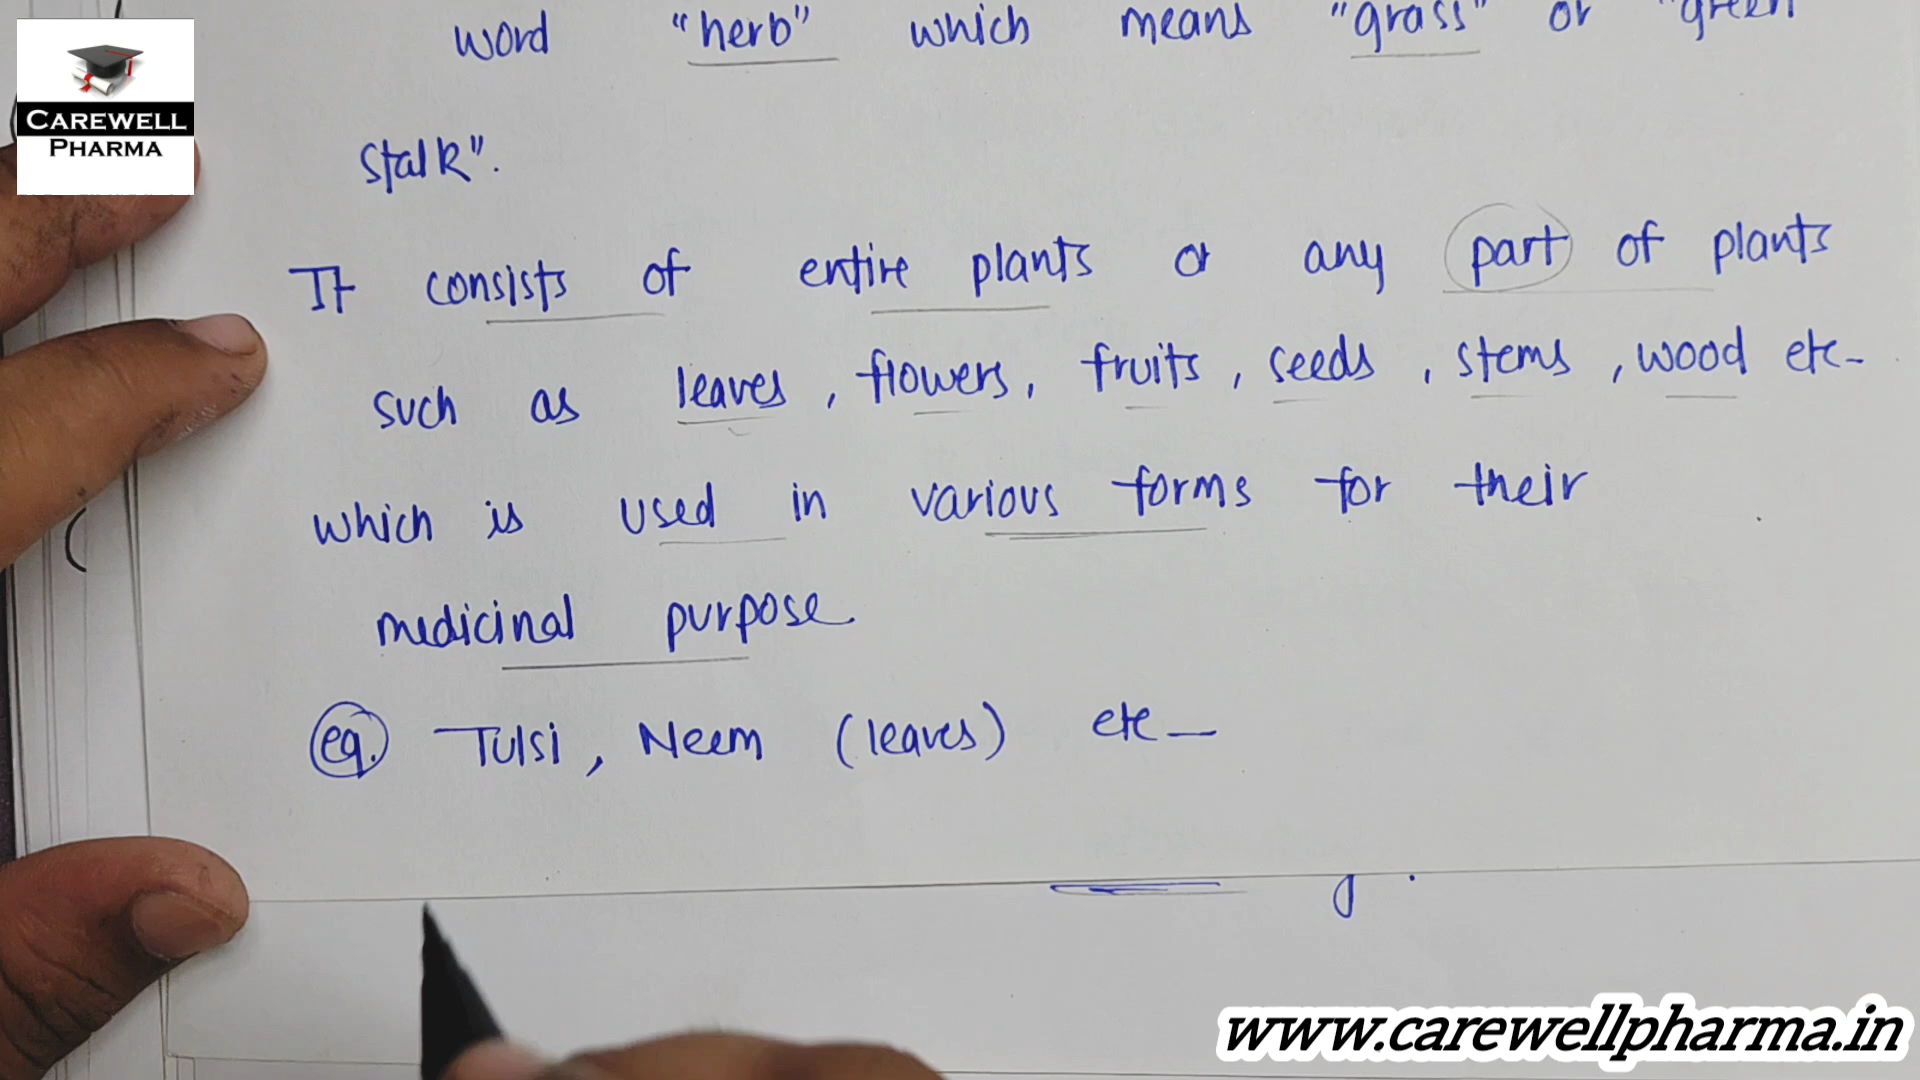 word "herb" which means "grass" or "green
CAREWELL
PHARMA
stalk".
It consists of entire plants or any part of plants
such as leaves, flowers, fruits, seeds, stems, wood etc-
which is used in various forms for their
medicinal purpose
eg. Tulsi, Neem (leaves) etc-
www.carewellpharma.in